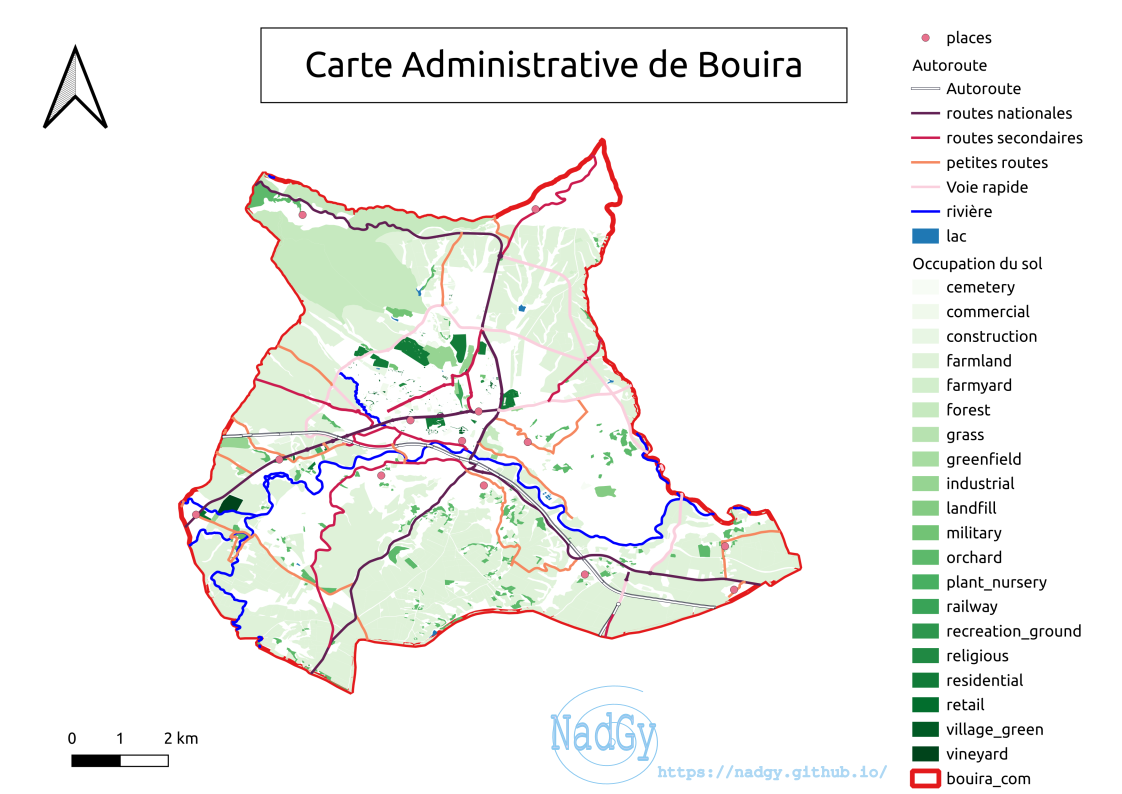 Carte Administrative de Bouira
places
Autoroute
Autoroute
routes nationales
routes secondaires
petites routes
Voie rapide
rivière
lac
Occupation du sol
cemetery
commercial
construction
farmland
farmyard
forest
grass
greenfield
industrial
landfill
military
orchard
plant_nursery
railway
recreation_ground
religious
residential
retail
village_green
vineyard
bouira_com
0 1 2 km
NadGy
https://nadgy.github.io/